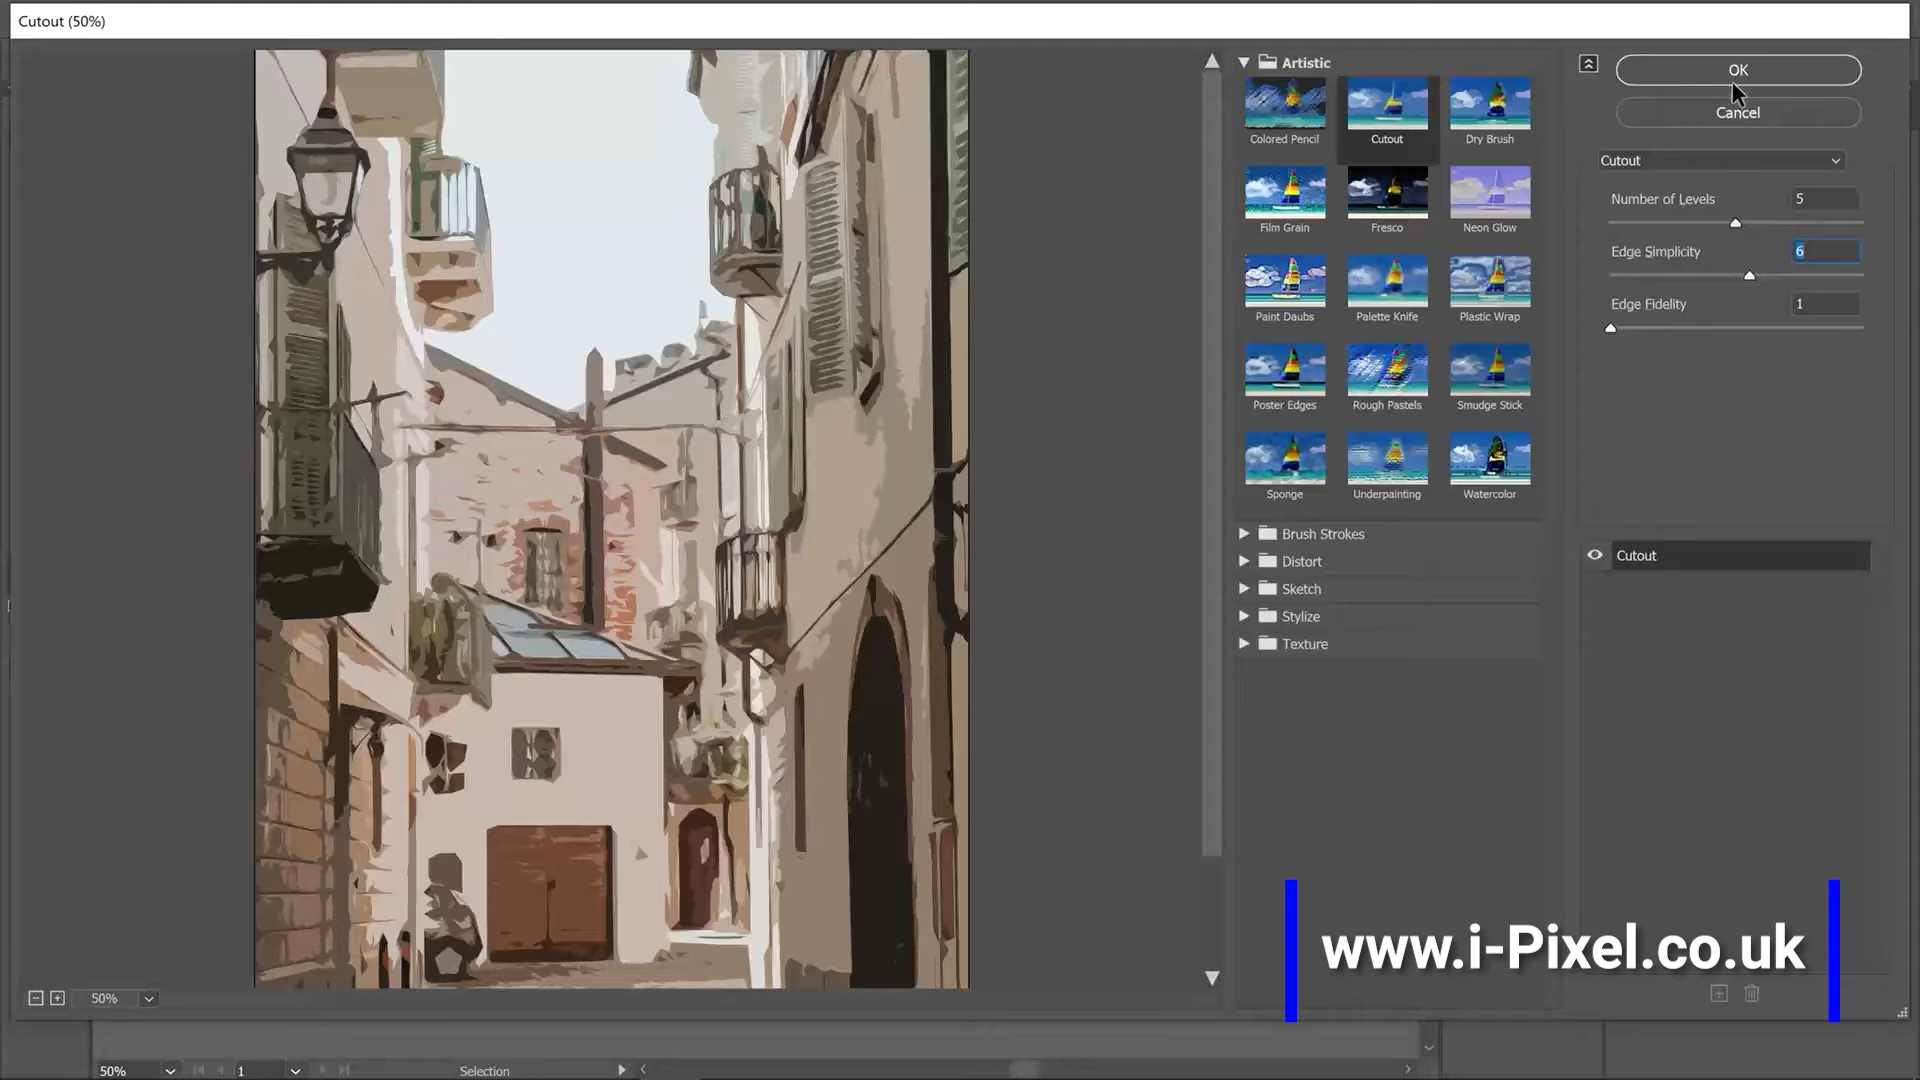 Cutout (50%)
Artistic
Colored Pencil
Cutout
Dry Brush
Film Grain
Fresco
Neon Glow
Paint Daubs
Palette Knife
Plastic Wrap
Poster Edges
Rough Pastels
Smudge Stick
Sponge
Underpainting
Watercolor
Brush Strokes
Distort
Sketch
Stylize
Texture
OK
Cancel
Cutout
Number of Levels 5
Edge Simplicity 6
Edge Fidelity 1
Cutout
www.i-Pixel.co.uk
50%
50% 1 Selection